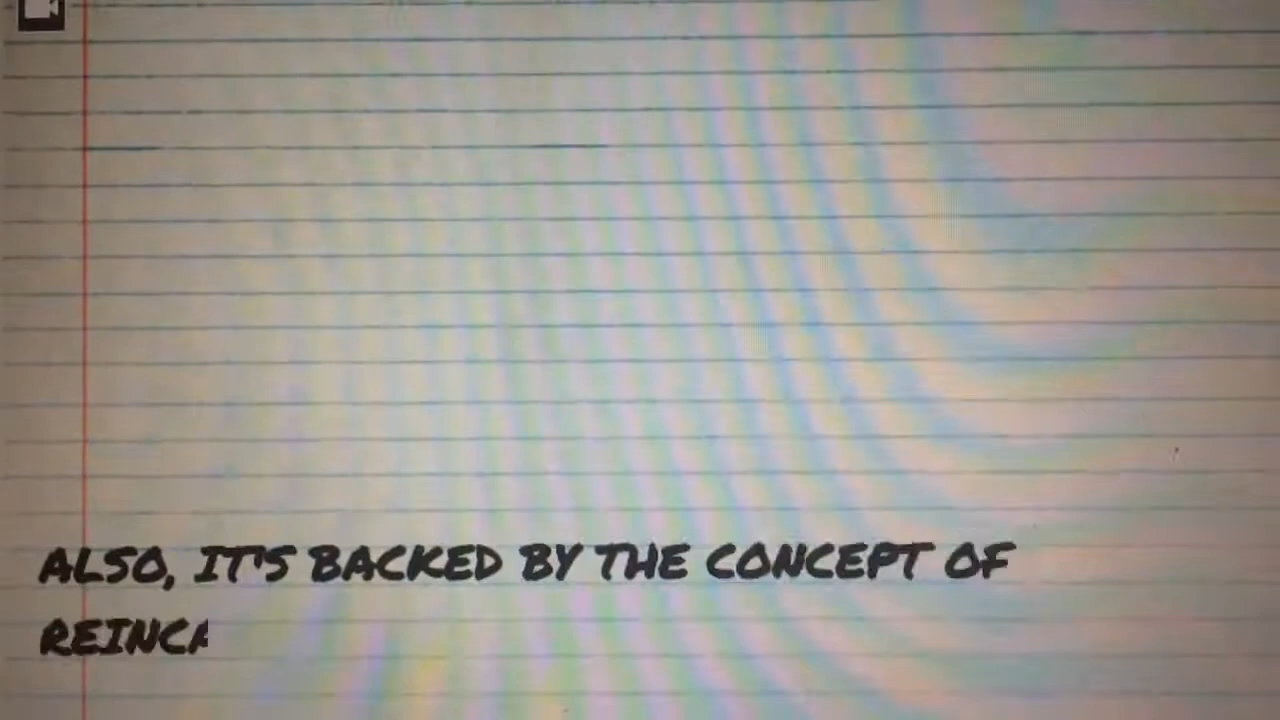 ALSO, IT'S BACKED BY THE CONCEPT OF
REINCA